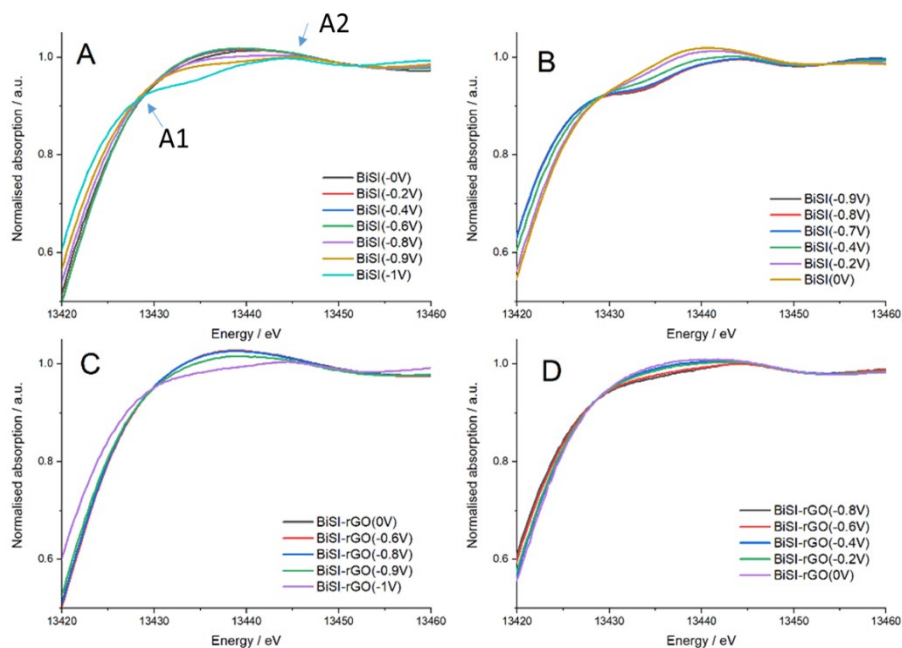 A
A1
A2
1.0
0.8
0.6
Normalised absorption / a.u.
BiSI(-0V)
BiSI(-0.2V)
BiSI(-0.4V)
BiSI(-0.6V)
BiSI(-0.8V)
BiSI(-0.9V)
BiSI(-1V)
13420 13430 13440 13450 13460
Energy / eV
B
1.0
0.8
0.6
Normalised absorption / a.u.
BiSI(-0.9V)
BiSI(-0.8V)
BiSI(-0.7V)
BiSI(-0.4V)
BiSI(-0.2V)
BiSI(0V)
13420 13430 13440 13450 13460
Energy / eV
C
1.0
0.8
0.6
Normalised absorption / a.u.
BiSI-rGO(0V)
BiSI-rGO(-0.6V)
BiSI-rGO(-0.8V)
BiSI-rGO(-0.9V)
BiSI-rGO(-1V)
13420 13430 13440 13450 13460
Energy / eV
D
1.0
0.8
0.6
Normalised absorption / a.u.
BiSI-rGO(-0.8V)
BiSI-rGO(-0.6V)
BiSI-rGO(-0.4V)
BiSI-rGO(-0.2V)
BiSI-rGO(0V)
13420 13430 13440 13450 13460
Energy / eV